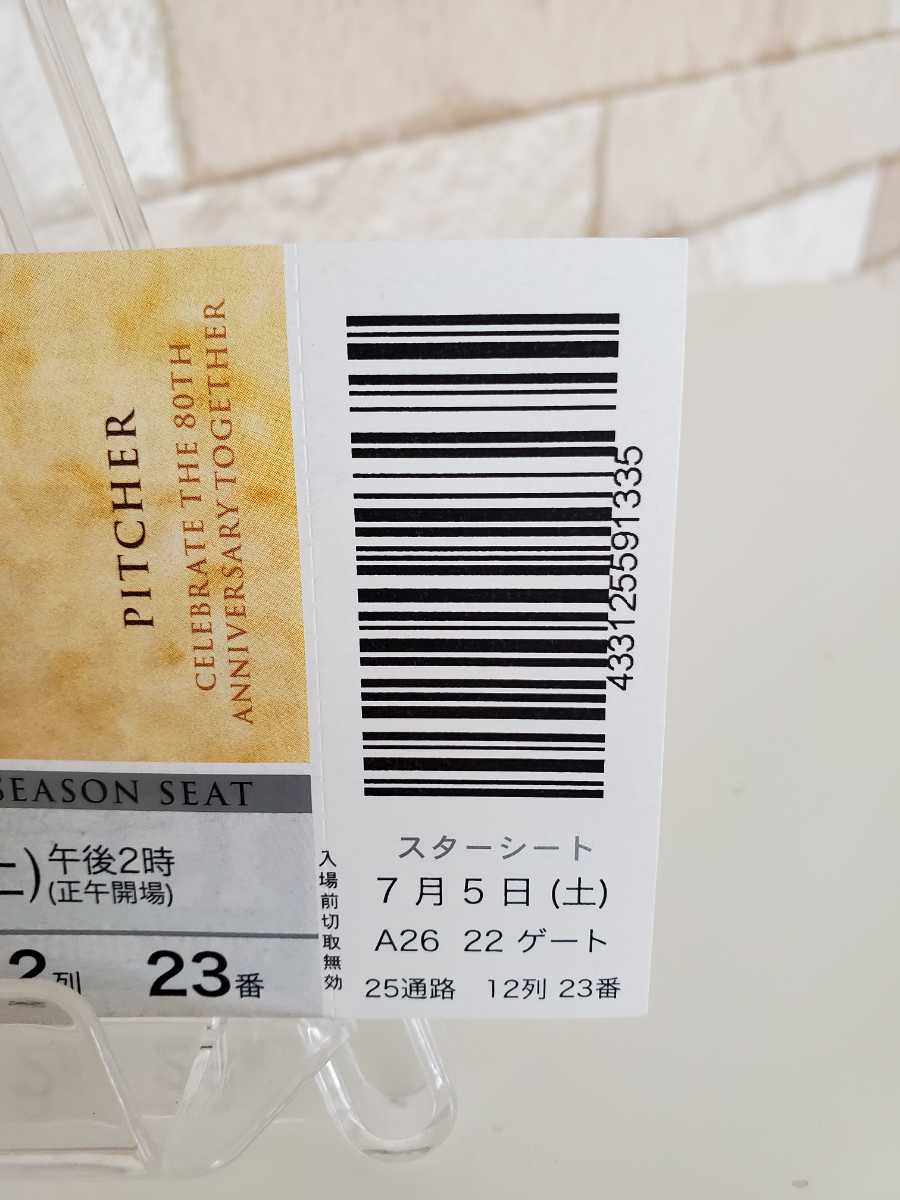 PITCHER
CELEBRATE THE 80TH
ANNIVERSARY TOGETHER
SEASON SEAT
土)午後2時
(正午開場)
2列 23番
入場前切取無効
4331255591335
スターシート
7月5日(土)
A26 22ゲート
25通路 12列 23番